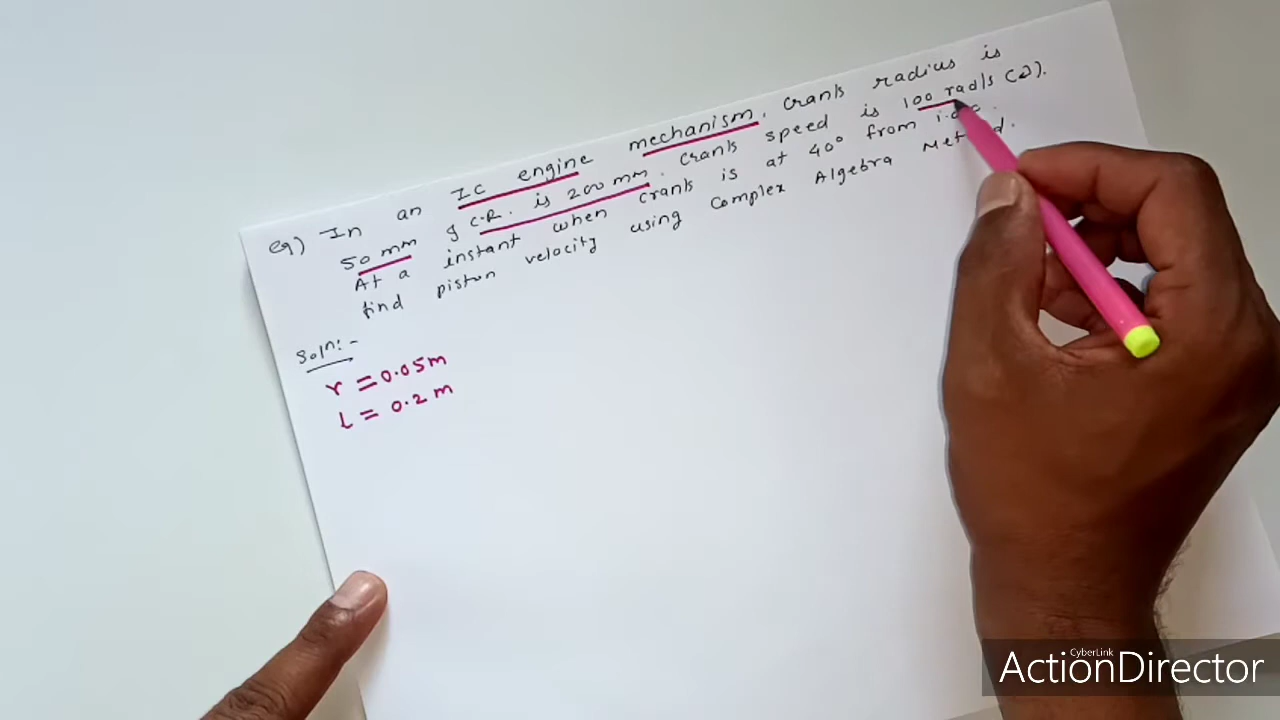 eg) In an IC engine mechanism. Crank radius is
50 mm & C.R. is 200 mm. Crank speed is 100 rad/s (↻).
At a instant when crank is at 40° from i.d.c.
find piston velocity using Complex Algebra
Soln:-
r = 0.05m
l = 0.2 m
CyberLink
ActionDirector